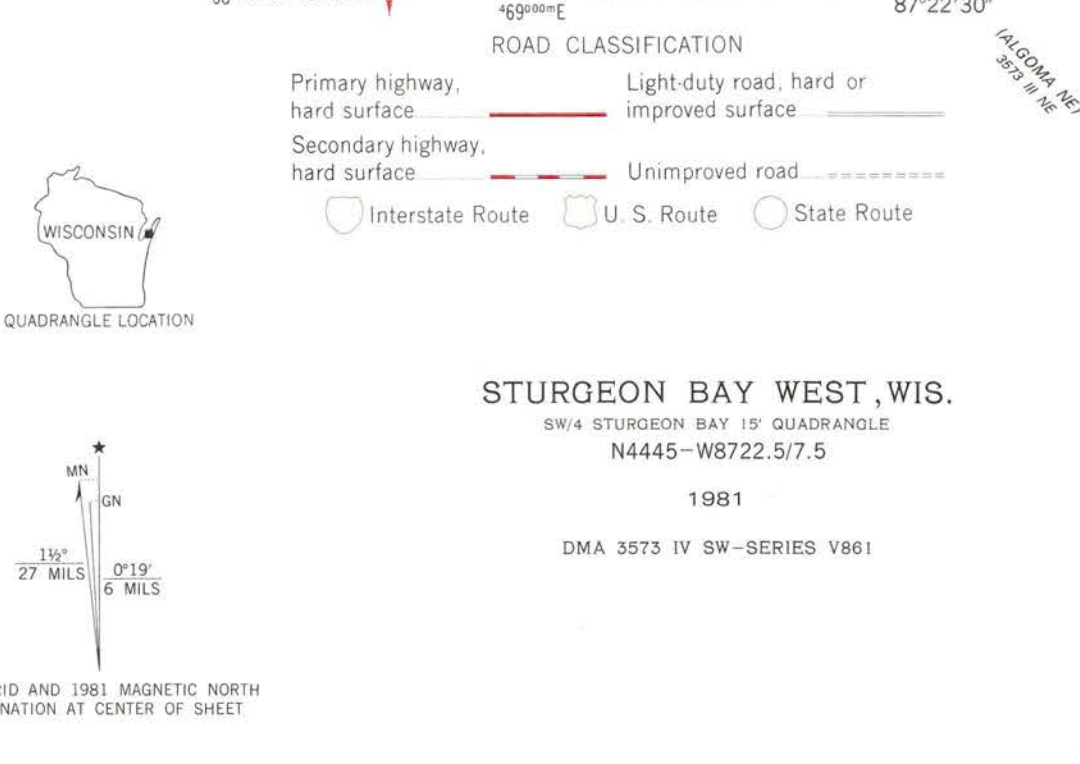 ⁴69⁰⁰⁰ᵐE
87°22'30"
(ALGOMA NE)
3573 III NE
ROAD CLASSIFICATION
Primary highway,
hard surface
Light-duty road, hard or
improved surface
Secondary highway,
hard surface
Unimproved road
Interstate Route
U. S. Route
State Route
WISCONSIN
QUADRANGLE LOCATION
STURGEON BAY WEST, WIS.
SW/4 STURGEON BAY 15' QUADRANGLE
N4445–W8722.5/7.5
1981
DMA 3573 IV SW–SERIES V861
MN
GN
1½°
27 MILS
0°19'
6 MILS
AND 1981 MAGNETIC NORTH
AT CENTER OF SHEET